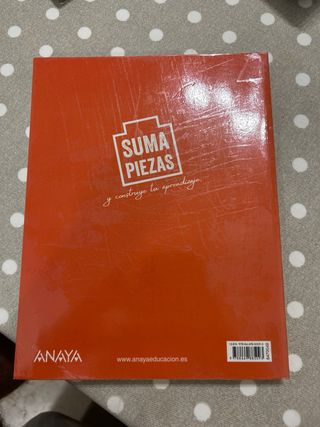 SUMA
PIEZAS
y construye tu aprendizaje
ANAYA
www.anayaeducacion.es